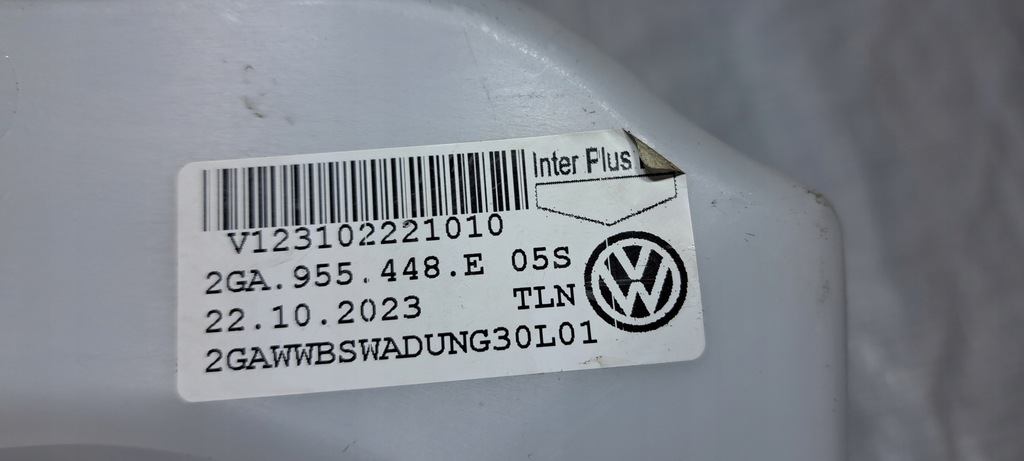 Inter Plus
V123102221010
2GA.955.448.E 05S
22.10.2023 TLN
2GAWWBSWADUNG30L01